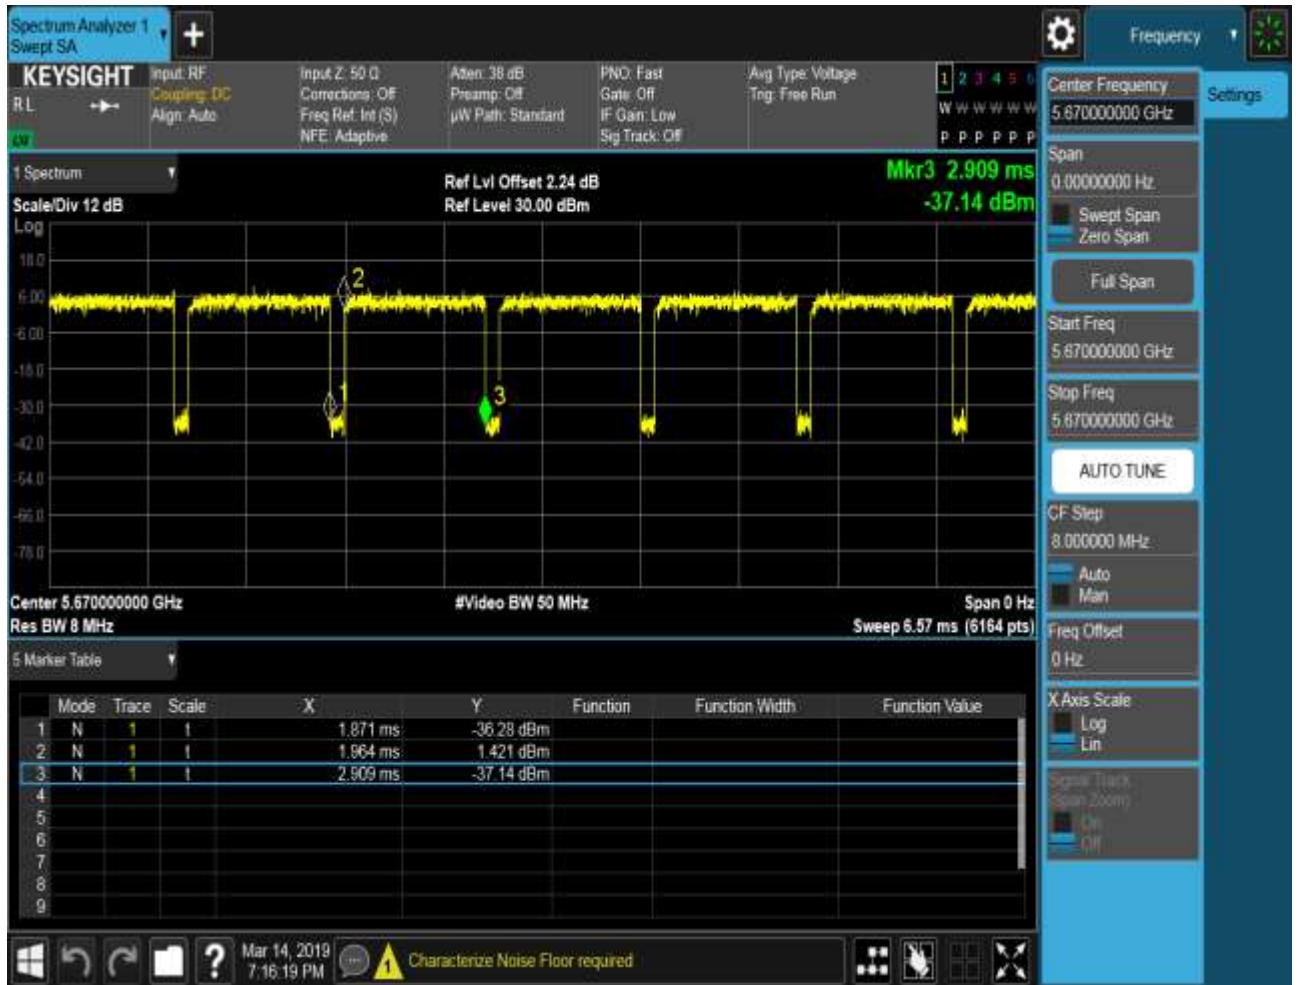 Spectrum Analyzer 1
Swept SA
+
Frequency
KEYSIGHT
RL
Input: RF
Coupling: DC
Align: Auto
Input Z: 50 Ω
Corrections: Off
Freq Ref: Int (S)
NFE: Adaptive
Atten: 38 dB
Preamp: Off
µW Path: Standard
PNO: Fast
Gate: Off
IF Gain: Low
Sig Track: Off
Avg Type: Voltage
Trig: Free Run
1 2 3 4 5 6
W W W W W W
P P P P P P
1 Spectrum
Scale/Div 12 dB
Ref Lvl Offset 2.24 dB
Ref Level 30.00 dBm
Mkr3 2.909 ms
-37.14 dBm
Log
18.0
6.00
-6.00
-18.0
-30.0
-42.0
-54.0
-66.0
-78.0
2
1
3
Center 5.670000000 GHz
Res BW 8 MHz
#Video BW 50 MHz
Span 0 Hz
Sweep 6.57 ms (6164 pts)
5 Marker Table
Mode Trace Scale X Y Function Function Width Function Value
1 N 1 t 1.871 ms -36.28 dBm
2 N 1 t 1.964 ms 1.421 dBm
3 N 1 t 2.909 ms -37.14 dBm
4
5
6
7
8
9
Mar 14, 2019
7:16:19 PM
?
1
Characterize Noise Floor required
Center Frequency
5.670000000 GHz
Settings
Span
0.00000000 Hz
Swept Span
Zero Span
Full Span
Start Freq
5.670000000 GHz
Stop Freq
5.670000000 GHz
AUTO TUNE
CF Step
8.000000 MHz
Auto
Man
Freq Offset
0 Hz
X Axis Scale
Log
Lin
Signal Track
(Span Zoom)
On
Off